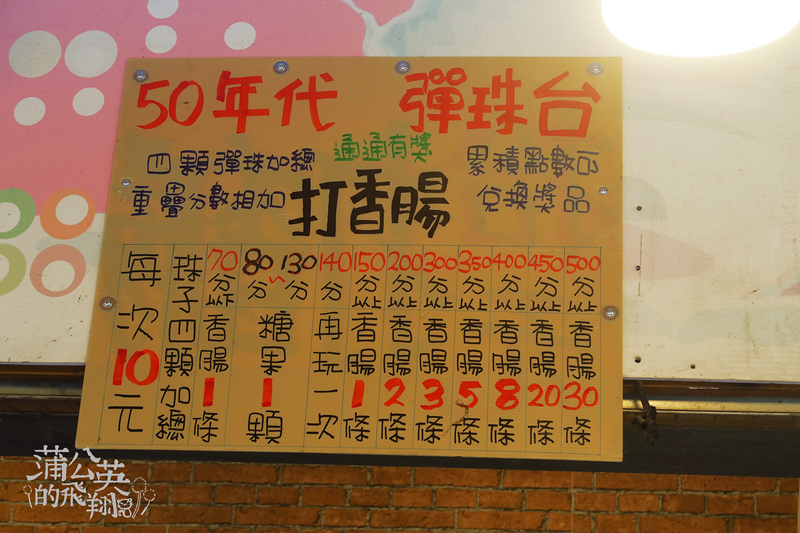 50年代 彈珠台
四顆彈珠加總
重疊分數相加
通通有獎
打香腸
累積點數可
兌換獎品
每次10元
珠子四顆加總
70分以下香腸1條
80分~130分糖果1顆
140分再玩一次
150分以上香腸1條
200分以上香腸2條
300分以上香腸3條
350分以上香腸5條
400分以上香腸8條
450分以上香腸20條
500分以上香腸30條
蒲公英
的飛翔